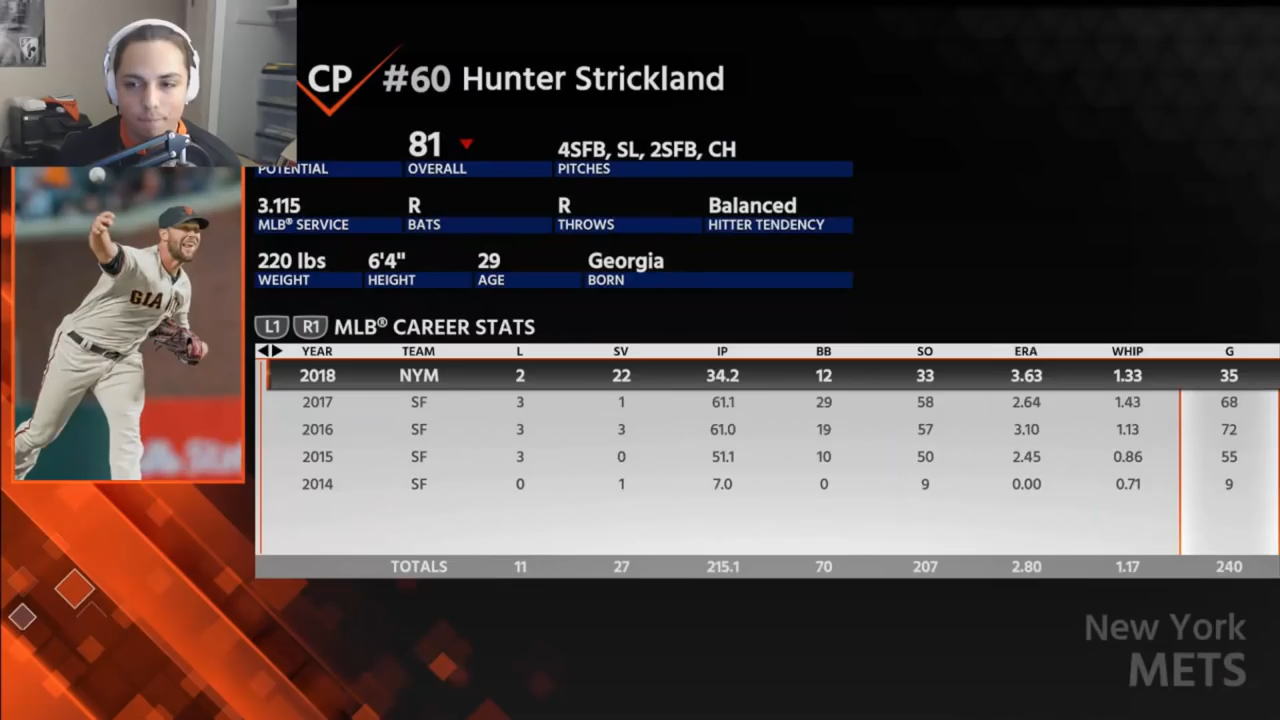 CP #60 Hunter Strickland
81 4SFB, SL, 2SFB, CH
POTENTIAL OVERALL PITCHES
3.115 R R Balanced
MLB® SERVICE BATS THROWS HITTER TENDENCY
220 lbs 6'4" 29 Georgia
WEIGHT HEIGHT AGE BORN
GIA
L1 R1 MLB® CAREER STATS
YEAR TEAM L SV IP BB SO ERA WHIP G
2018 NYM 2 22 34.2 12 33 3.63 1.33 35
2017 SF 3 1 61.1 29 58 2.64 1.43 68
2016 SF 3 3 61.0 19 57 3.10 1.13 72
2015 SF 3 0 51.1 10 50 2.45 0.86 55
2014 SF 0 1 7.0 0 9 0.00 0.71 9
TOTALS 11 27 215.1 70 207 2.80 1.17 240
New York
METS